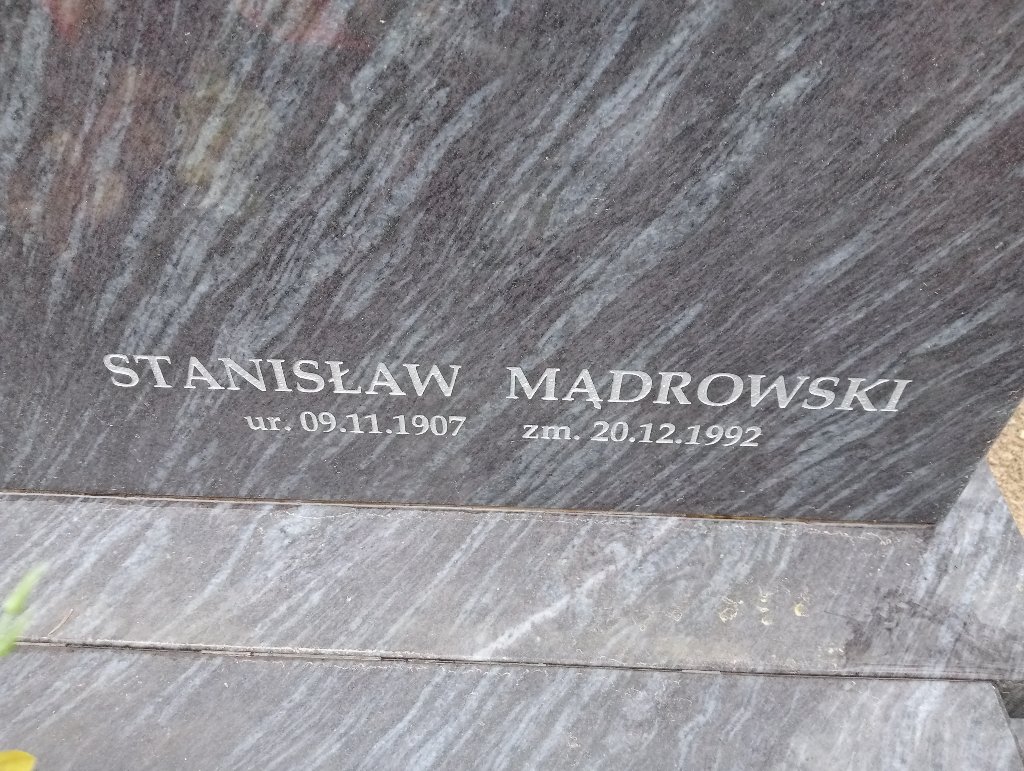 STANISŁAW MĄDROWSKI
ur. 09.11.1907 zm. 20.12.1992